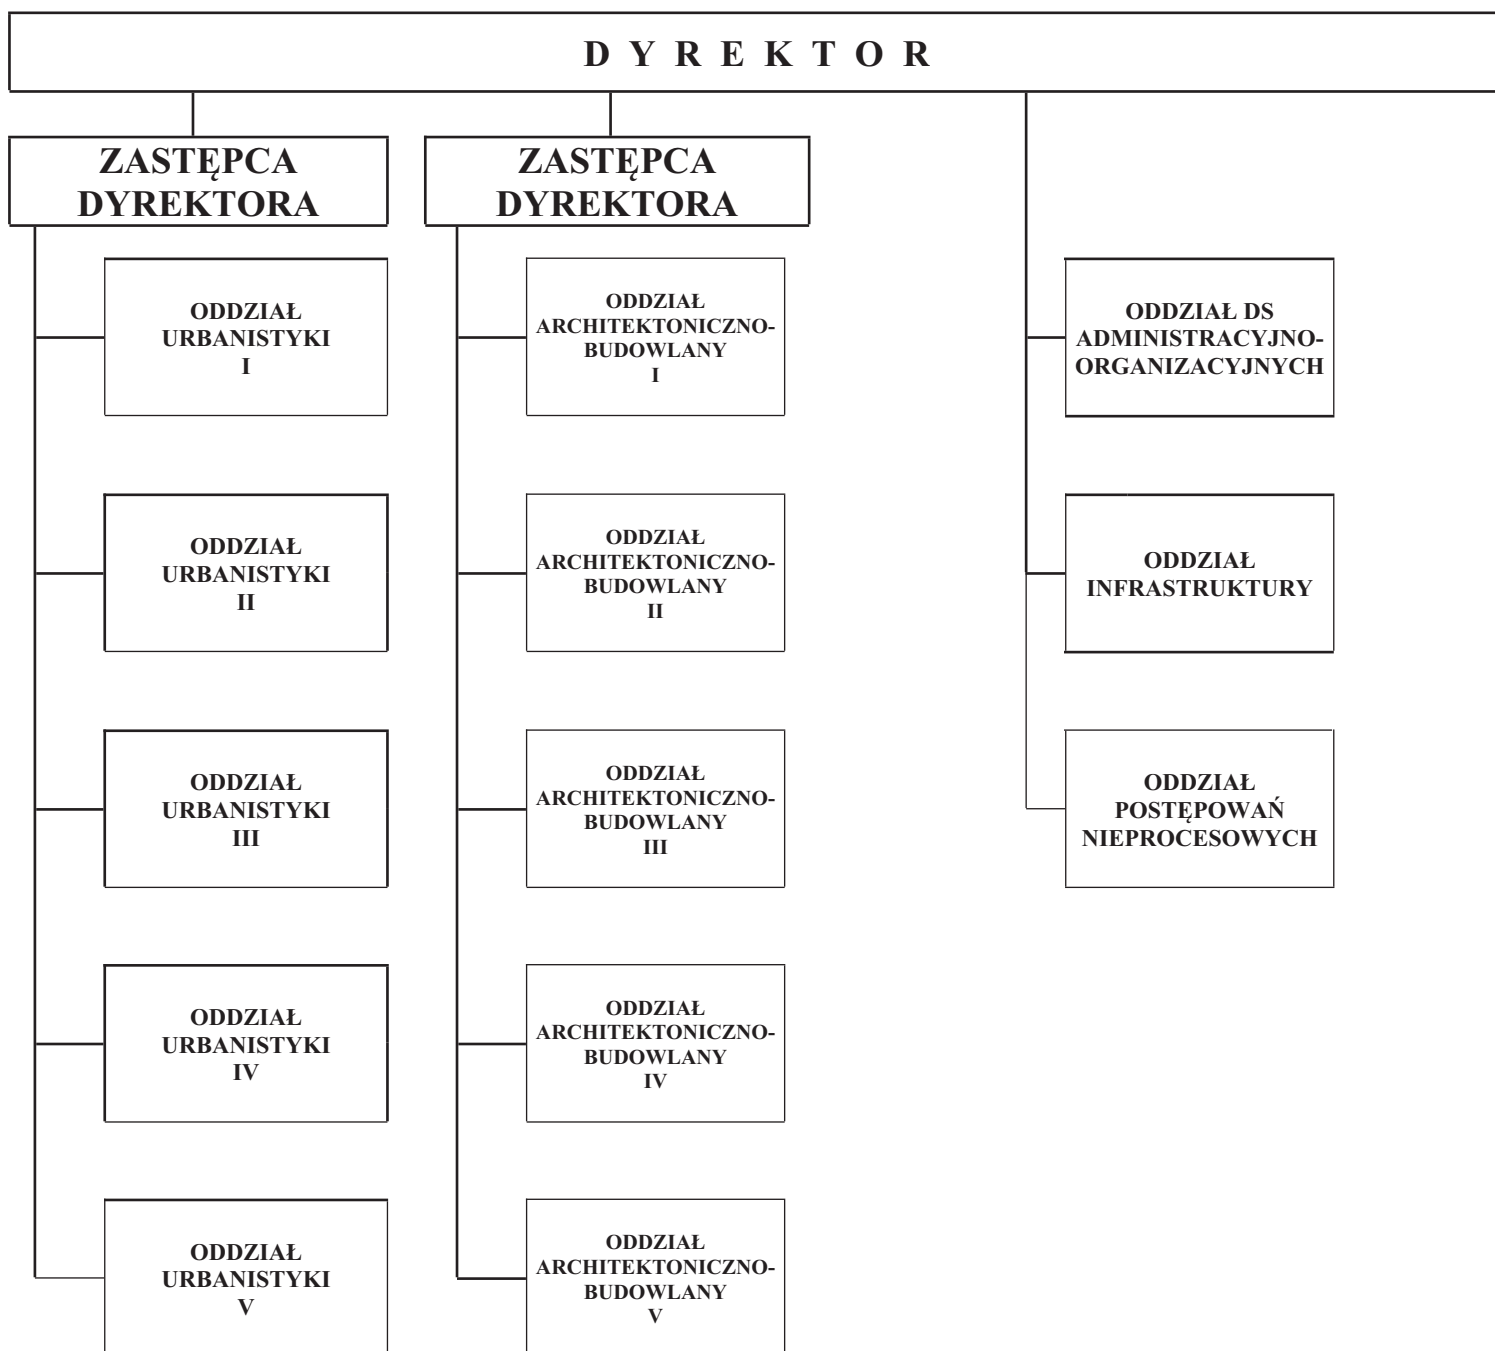 DYREKTOR
ZASTĘPCA
DYREKTORA
ODDZIAŁ
URBANISTYKI
I
ODDZIAŁ
URBANISTYKI
II
ODDZIAŁ
URBANISTYKI
III
ODDZIAŁ
URBANISTYKI
IV
ODDZIAŁ
URBANISTYKI
V
ZASTĘPCA
DYREKTORA
ODDZIAŁ
ARCHITEKTONICZNO-
BUDOWLANY
I
ODDZIAŁ
ARCHITEKTONICZNO-
BUDOWLANY
II
ODDZIAŁ
ARCHITEKTONICZNO-
BUDOWLANY
III
ODDZIAŁ
ARCHITEKTONICZNO-
BUDOWLANY
IV
ODDZIAŁ
ARCHITEKTONICZNO-
BUDOWLANY
V
ODDZIAŁ DS
ADMINISTRACYJNO-
ORGANIZACYJNYCH
ODDZIAŁ
INFRASTRUKTURY
ODDZIAŁ
POSTĘPOWAŃ
NIEPROCESOWYCH